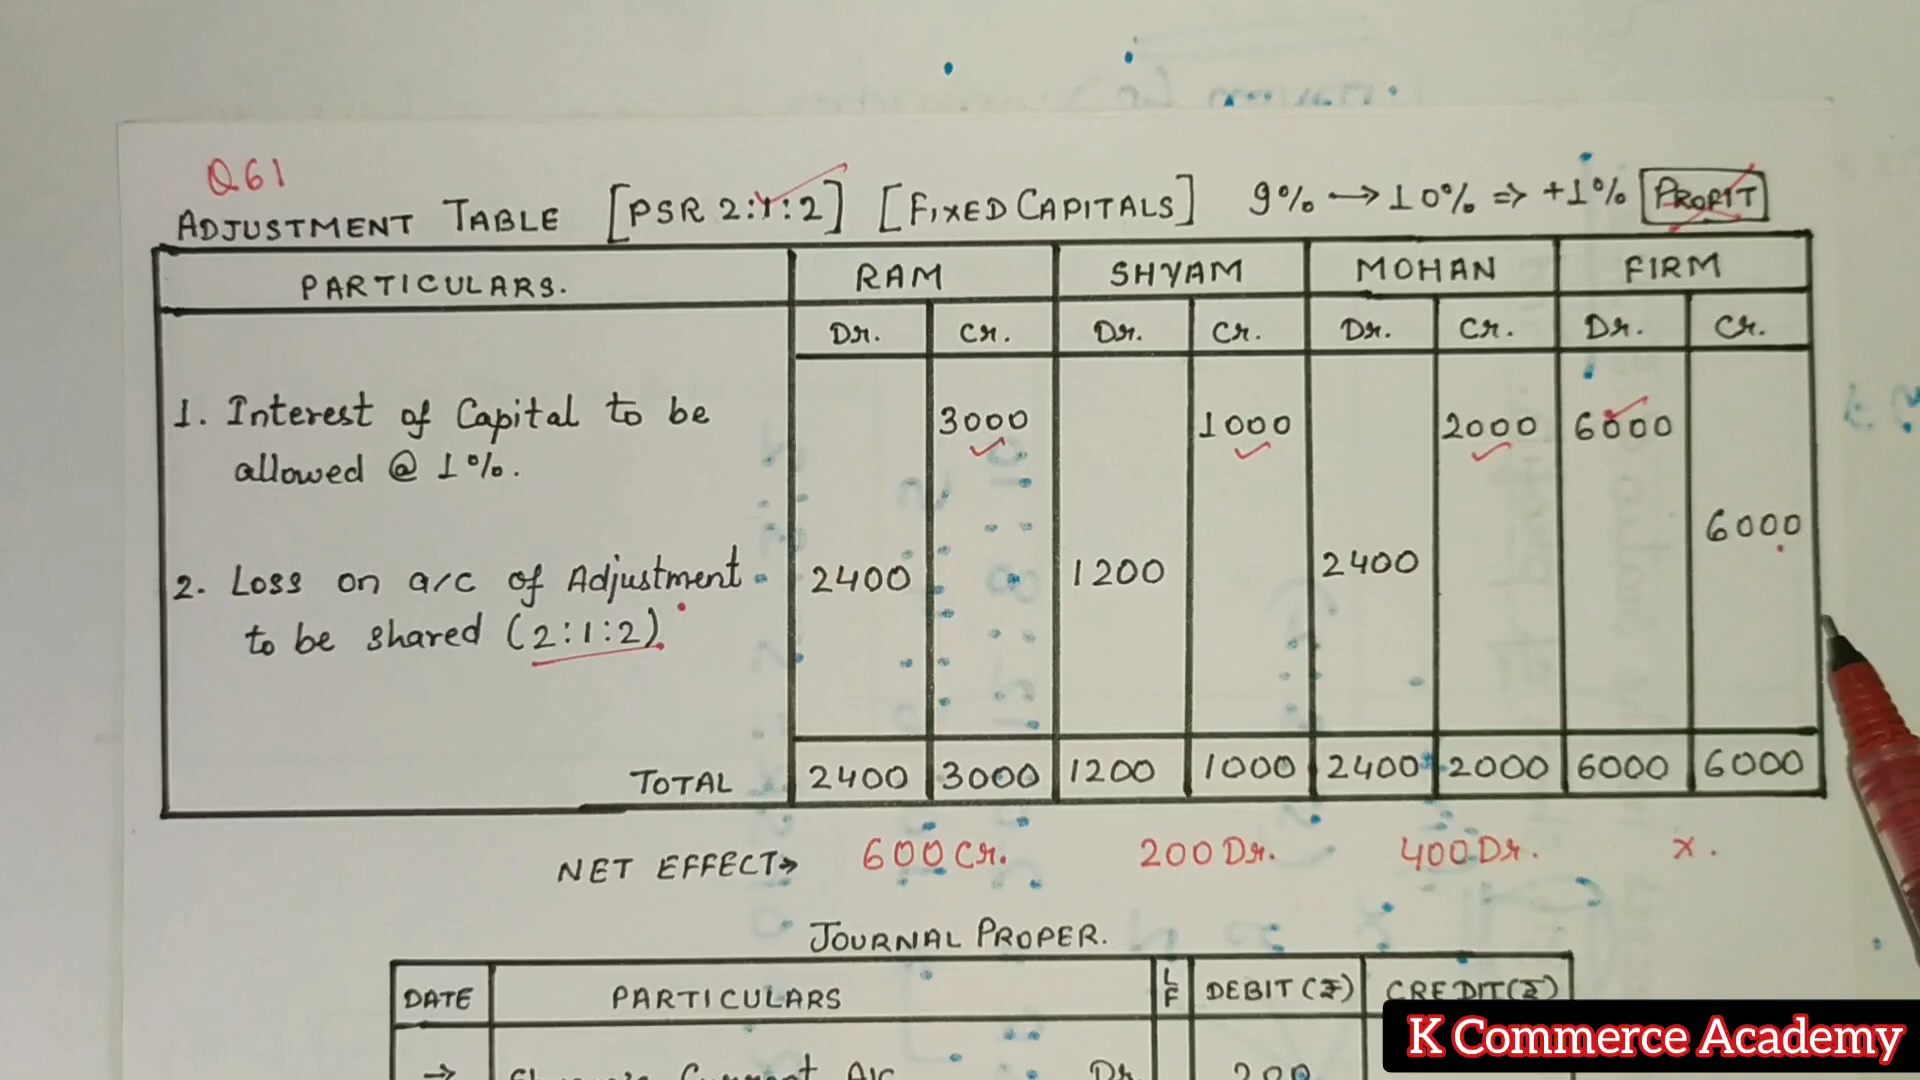 Q61
ADJUSTMENT TABLE [PSR 2:1:2] [FIXED CAPITALS] 9% → 10% ⇒ +1% PROFIT
PARTICULARS. RAM SHYAM MOHAN FIRM
Dr. Cr. Dr. Cr. Dr. Cr. Dr. Cr.
1. Interest of Capital to be 3000 1000 2000 6000
allowed @ 1%.
6000
2. Loss on a/c of Adjustment 2400 1200 2400
to be shared (2:1:2).
TOTAL 2400 3000 1200 1000 2400 2000 6000 6000
NET EFFECT→ 600 Cr. 200 Dr. 400 Dr. x.
JOURNAL PROPER.
DATE PARTICULARS LF DEBIT (₹) CREDIT (₹)
→ Current A/c Dr. 200
K Commerce Academy